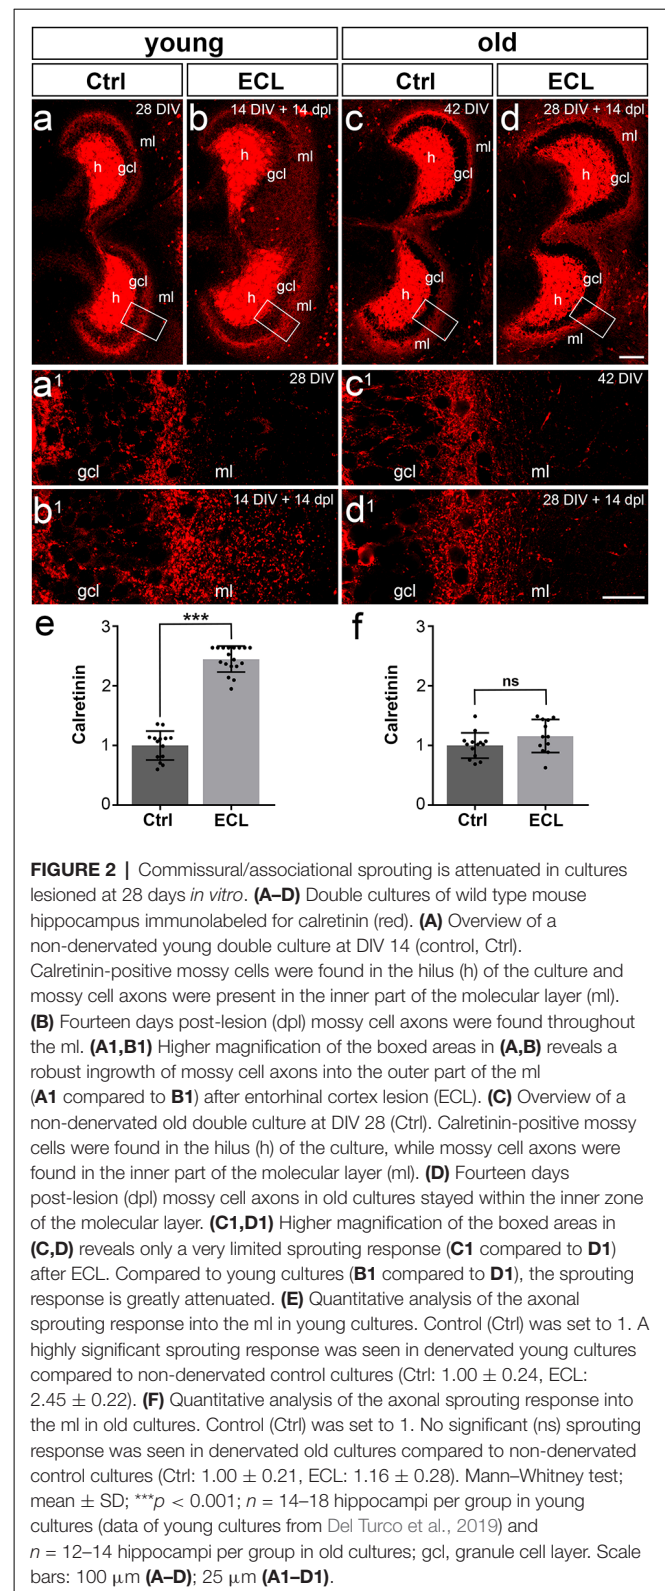 young old
Ctrl ECL Ctrl ECL
a 28 DIV b 14 DIV + 14 dpl c 42 DIV d 28 DIV + 14 dpl
ml ml ml ml
h gcl h gcl h gcl h gcl
gcl gcl gcl gcl
h ml h ml h ml h ml
a1 28 DIV c1 42 DIV
gcl ml gcl ml
b1 14 DIV + 14 dpl d1 28 DIV + 14 dpl
gcl ml gcl ml
e f
*** ns
Calretinin Calretinin
3 3
2 2
1 1
0 0
Ctrl ECL Ctrl ECL
FIGURE 2 | Commissural/associational sprouting is attenuated in cultures
lesioned at 28 days in vitro. (A–D) Double cultures of wild type mouse
hippocampus immunolabeled for calretinin (red). (A) Overview of a
non-denervated young double culture at DIV 14 (control, Ctrl).
Calretinin-positive mossy cells were found in the hilus (h) of the culture and
mossy cell axons were present in the inner part of the molecular layer (ml).
(B) Fourteen days post-lesion (dpl) mossy cell axons were found throughout
the ml. (A1,B1) Higher magnification of the boxed areas in (A,B) reveals a
robust ingrowth of mossy cell axons into the outer part of the ml
(A1 compared to B1) after entorhinal cortex lesion (ECL). (C) Overview of a
non-denervated old double culture at DIV 28 (Ctrl). Calretinin-positive mossy
cells were found in the hilus (h) of the culture, while mossy cell axons were
found in the inner part of the molecular layer (ml). (D) Fourteen days
post-lesion (dpl) mossy cell axons in old cultures stayed within the inner zone
of the molecular layer. (C1,D1) Higher magnification of the boxed areas in
(C,D) reveals only a very limited sprouting response (C1 compared to D1)
after ECL. Compared to young cultures (B1 compared to D1), the sprouting
response is greatly attenuated. (E) Quantitative analysis of the axonal
sprouting response into the ml in young cultures. Control (Ctrl) was set to 1. A
highly significant sprouting response was seen in denervated young cultures
compared to non-denervated control cultures (Ctrl: 1.00 ± 0.24, ECL:
2.45 ± 0.22). (F) Quantitative analysis of the axonal sprouting response into
the ml in old cultures. Control (Ctrl) was set to 1. No significant (ns) sprouting
response was seen in denervated old cultures compared to non-denervated
control cultures (Ctrl: 1.00 ± 0.21, ECL: 1.16 ± 0.28). Mann–Whitney test;
mean ± SD; ***p < 0.001; n = 14–18 hippocampi per group in young
cultures (data of young cultures from Del Turco et al., 2019) and
n = 12–14 hippocampi per group in old cultures; gcl, granule cell layer. Scale
bars: 100 μm (A–D); 25 μm (A1–D1).